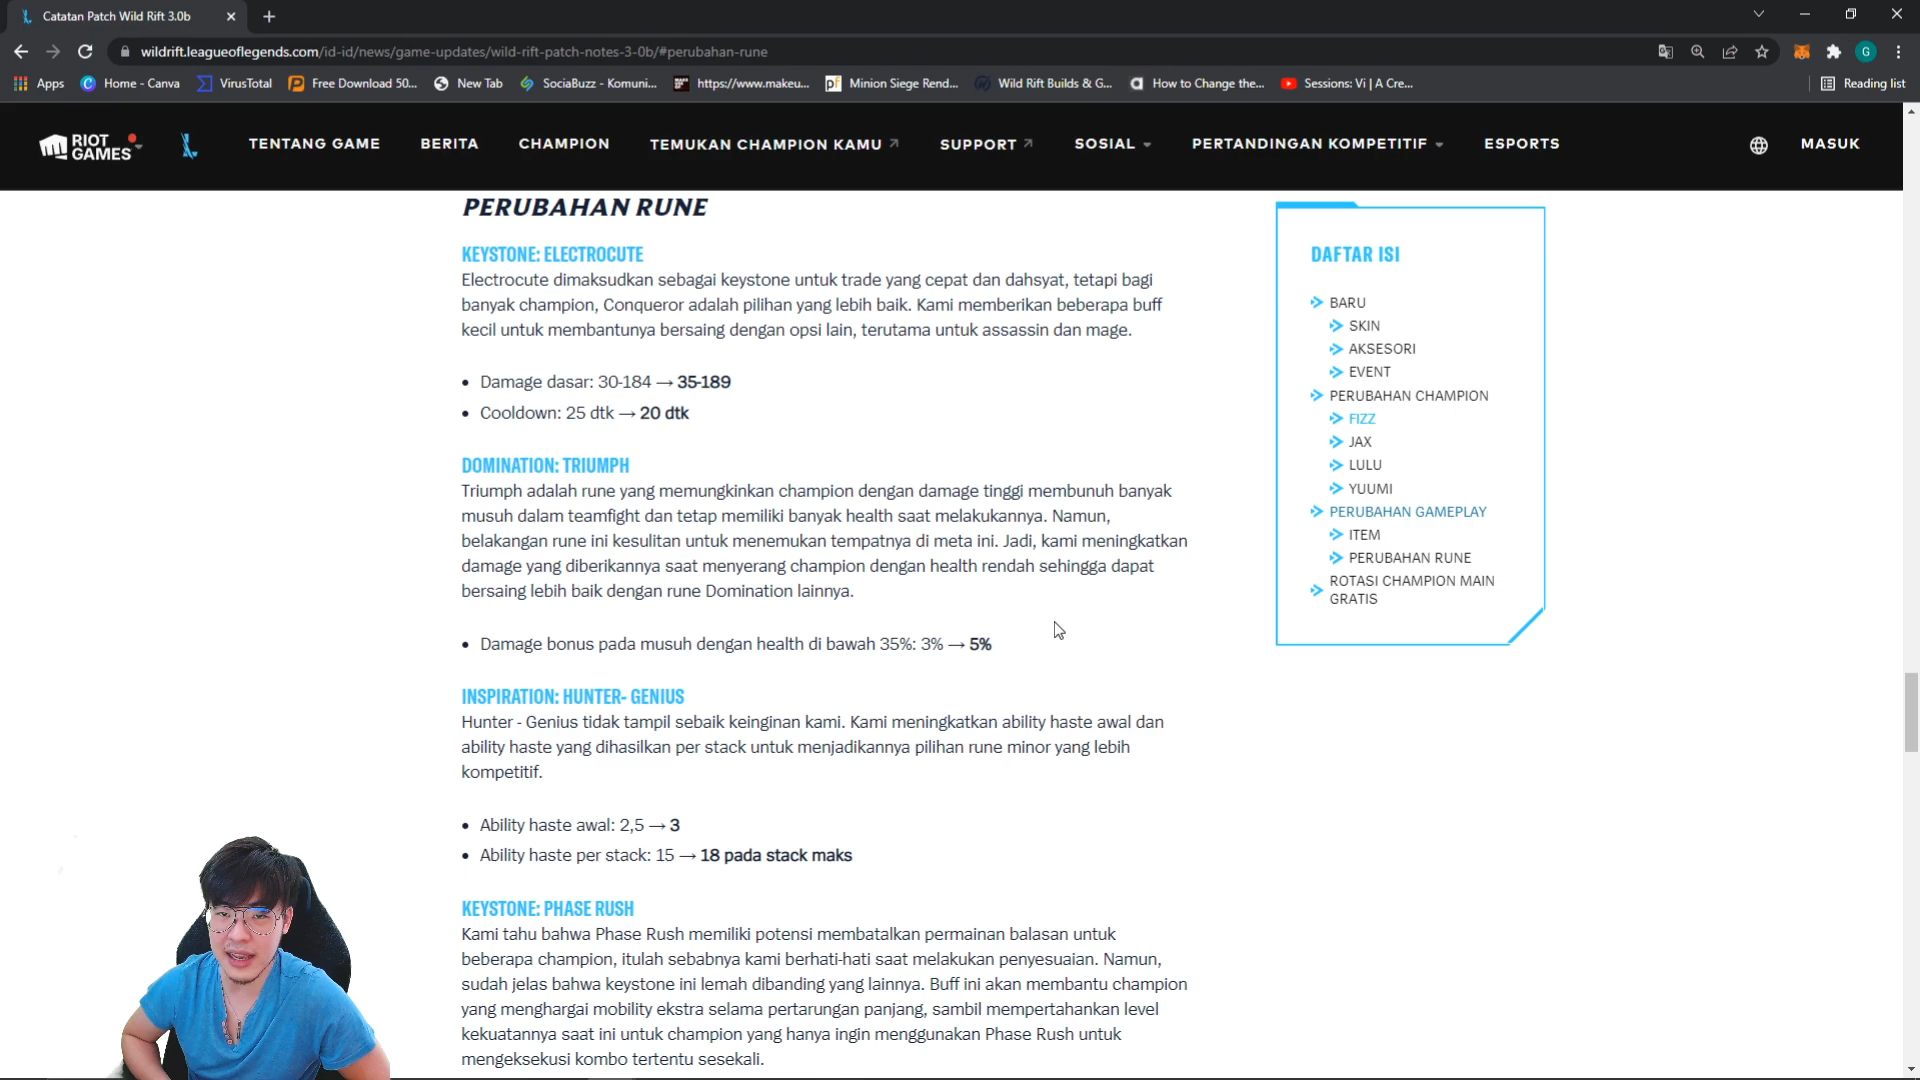 Catatan Patch Wild Rift 3.0b
wildrift.leagueoflegends.com/id-id/news/game-updates/wild-rift-patch-notes-3-0b/#perubahan-rune
G
Apps
Home - Canva
VirusTotal
Free Download 50...
New Tab
SociaBuzz - Komuni...
https://www.makeu...
Minion Siege Rend...
Wild Rift Builds & G...
How to Change the...
Sessions: Vi | A Cre...
Reading list
RIOT GAMES
TENTANG GAME
BERITA
CHAMPION
TEMUKAN CHAMPION KAMU
SUPPORT
SOSIAL
PERTANDINGAN KOMPETITIF
ESPORTS
MASUK
PERUBAHAN RUNE
KEYSTONE: ELECTROCUTE
Electrocute dimaksudkan sebagai keystone untuk trade yang cepat dan dahsyat, tetapi bagi
banyak champion, Conqueror adalah pilihan yang lebih baik. Kami memberikan beberapa buff
kecil untuk membantunya bersaing dengan opsi lain, terutama untuk assassin dan mage.
• Damage dasar: 30-184 → 35-189
• Cooldown: 25 dtk → 20 dtk
DOMINATION: TRIUMPH
Triumph adalah rune yang memungkinkan champion dengan damage tinggi membunuh banyak
musuh dalam teamfight dan tetap memiliki banyak health saat melakukannya. Namun,
belakangan rune ini kesulitan untuk menemukan tempatnya di meta ini. Jadi, kami meningkatkan
damage yang diberikannya saat menyerang champion dengan health rendah sehingga dapat
bersaing lebih baik dengan rune Domination lainnya.
• Damage bonus pada musuh dengan health di bawah 35%: 3% → 5%
INSPIRATION: HUNTER- GENIUS
Hunter - Genius tidak tampil sebaik keinginan kami. Kami meningkatkan ability haste awal dan
ability haste yang dihasilkan per stack untuk menjadikannya pilihan rune minor yang lebih
kompetitif.
• Ability haste awal: 2,5 → 3
• Ability haste per stack: 15 → 18 pada stack maks
KEYSTONE: PHASE RUSH
Kami tahu bahwa Phase Rush memiliki potensi membatalkan permainan balasan untuk
beberapa champion, itulah sebabnya kami berhati-hati saat melakukan penyesuaian. Namun,
sudah jelas bahwa keystone ini lemah dibanding yang lainnya. Buff ini akan membantu champion
yang menghargai mobility ekstra selama pertarungan panjang, sambil mempertahankan level
kekuatannya saat ini untuk champion yang hanya ingin menggunakan Phase Rush untuk
mengeksekusi kombo tertentu sesekali.
DAFTAR ISI
BARU
SKIN
AKSESORI
EVENT
PERUBAHAN CHAMPION
FIZZ
JAX
LULU
YUUMI
PERUBAHAN GAMEPLAY
ITEM
PERUBAHAN RUNE
ROTASI CHAMPION MAIN
GRATIS